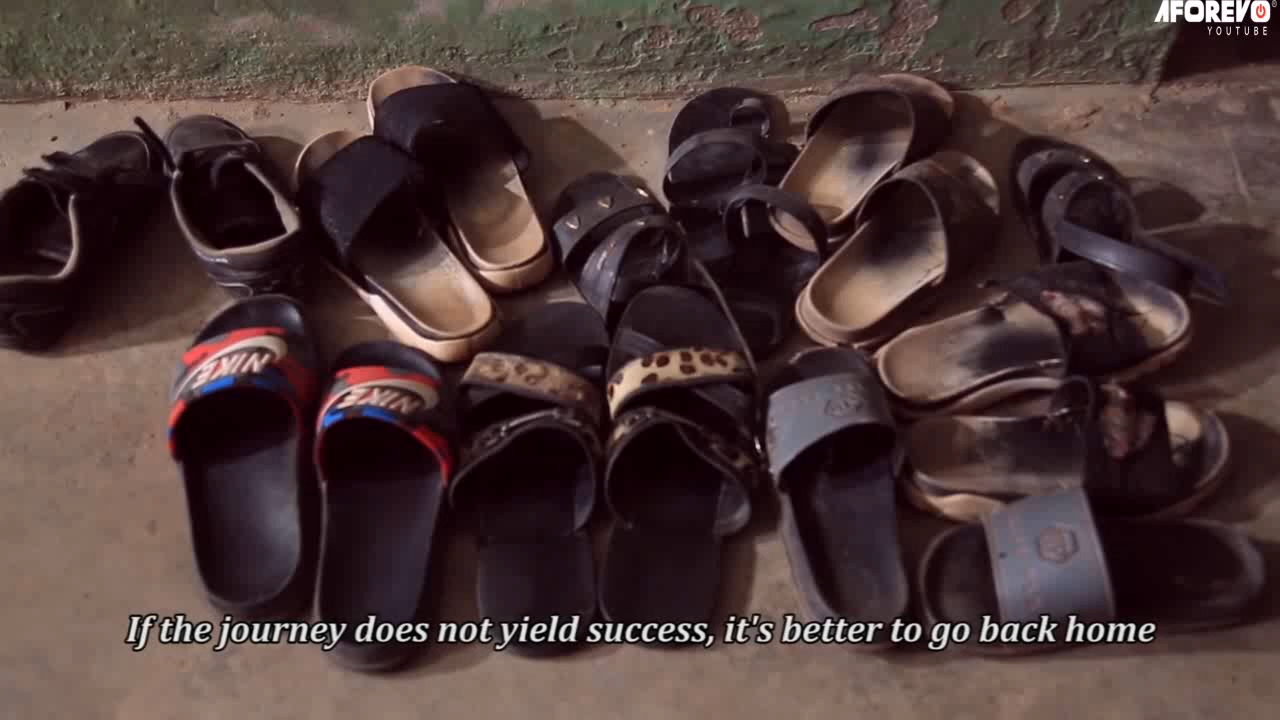 AFOREVO
YOUTUBE
NIKE
NIKE
If the journey does not yield success, it's better to go back home